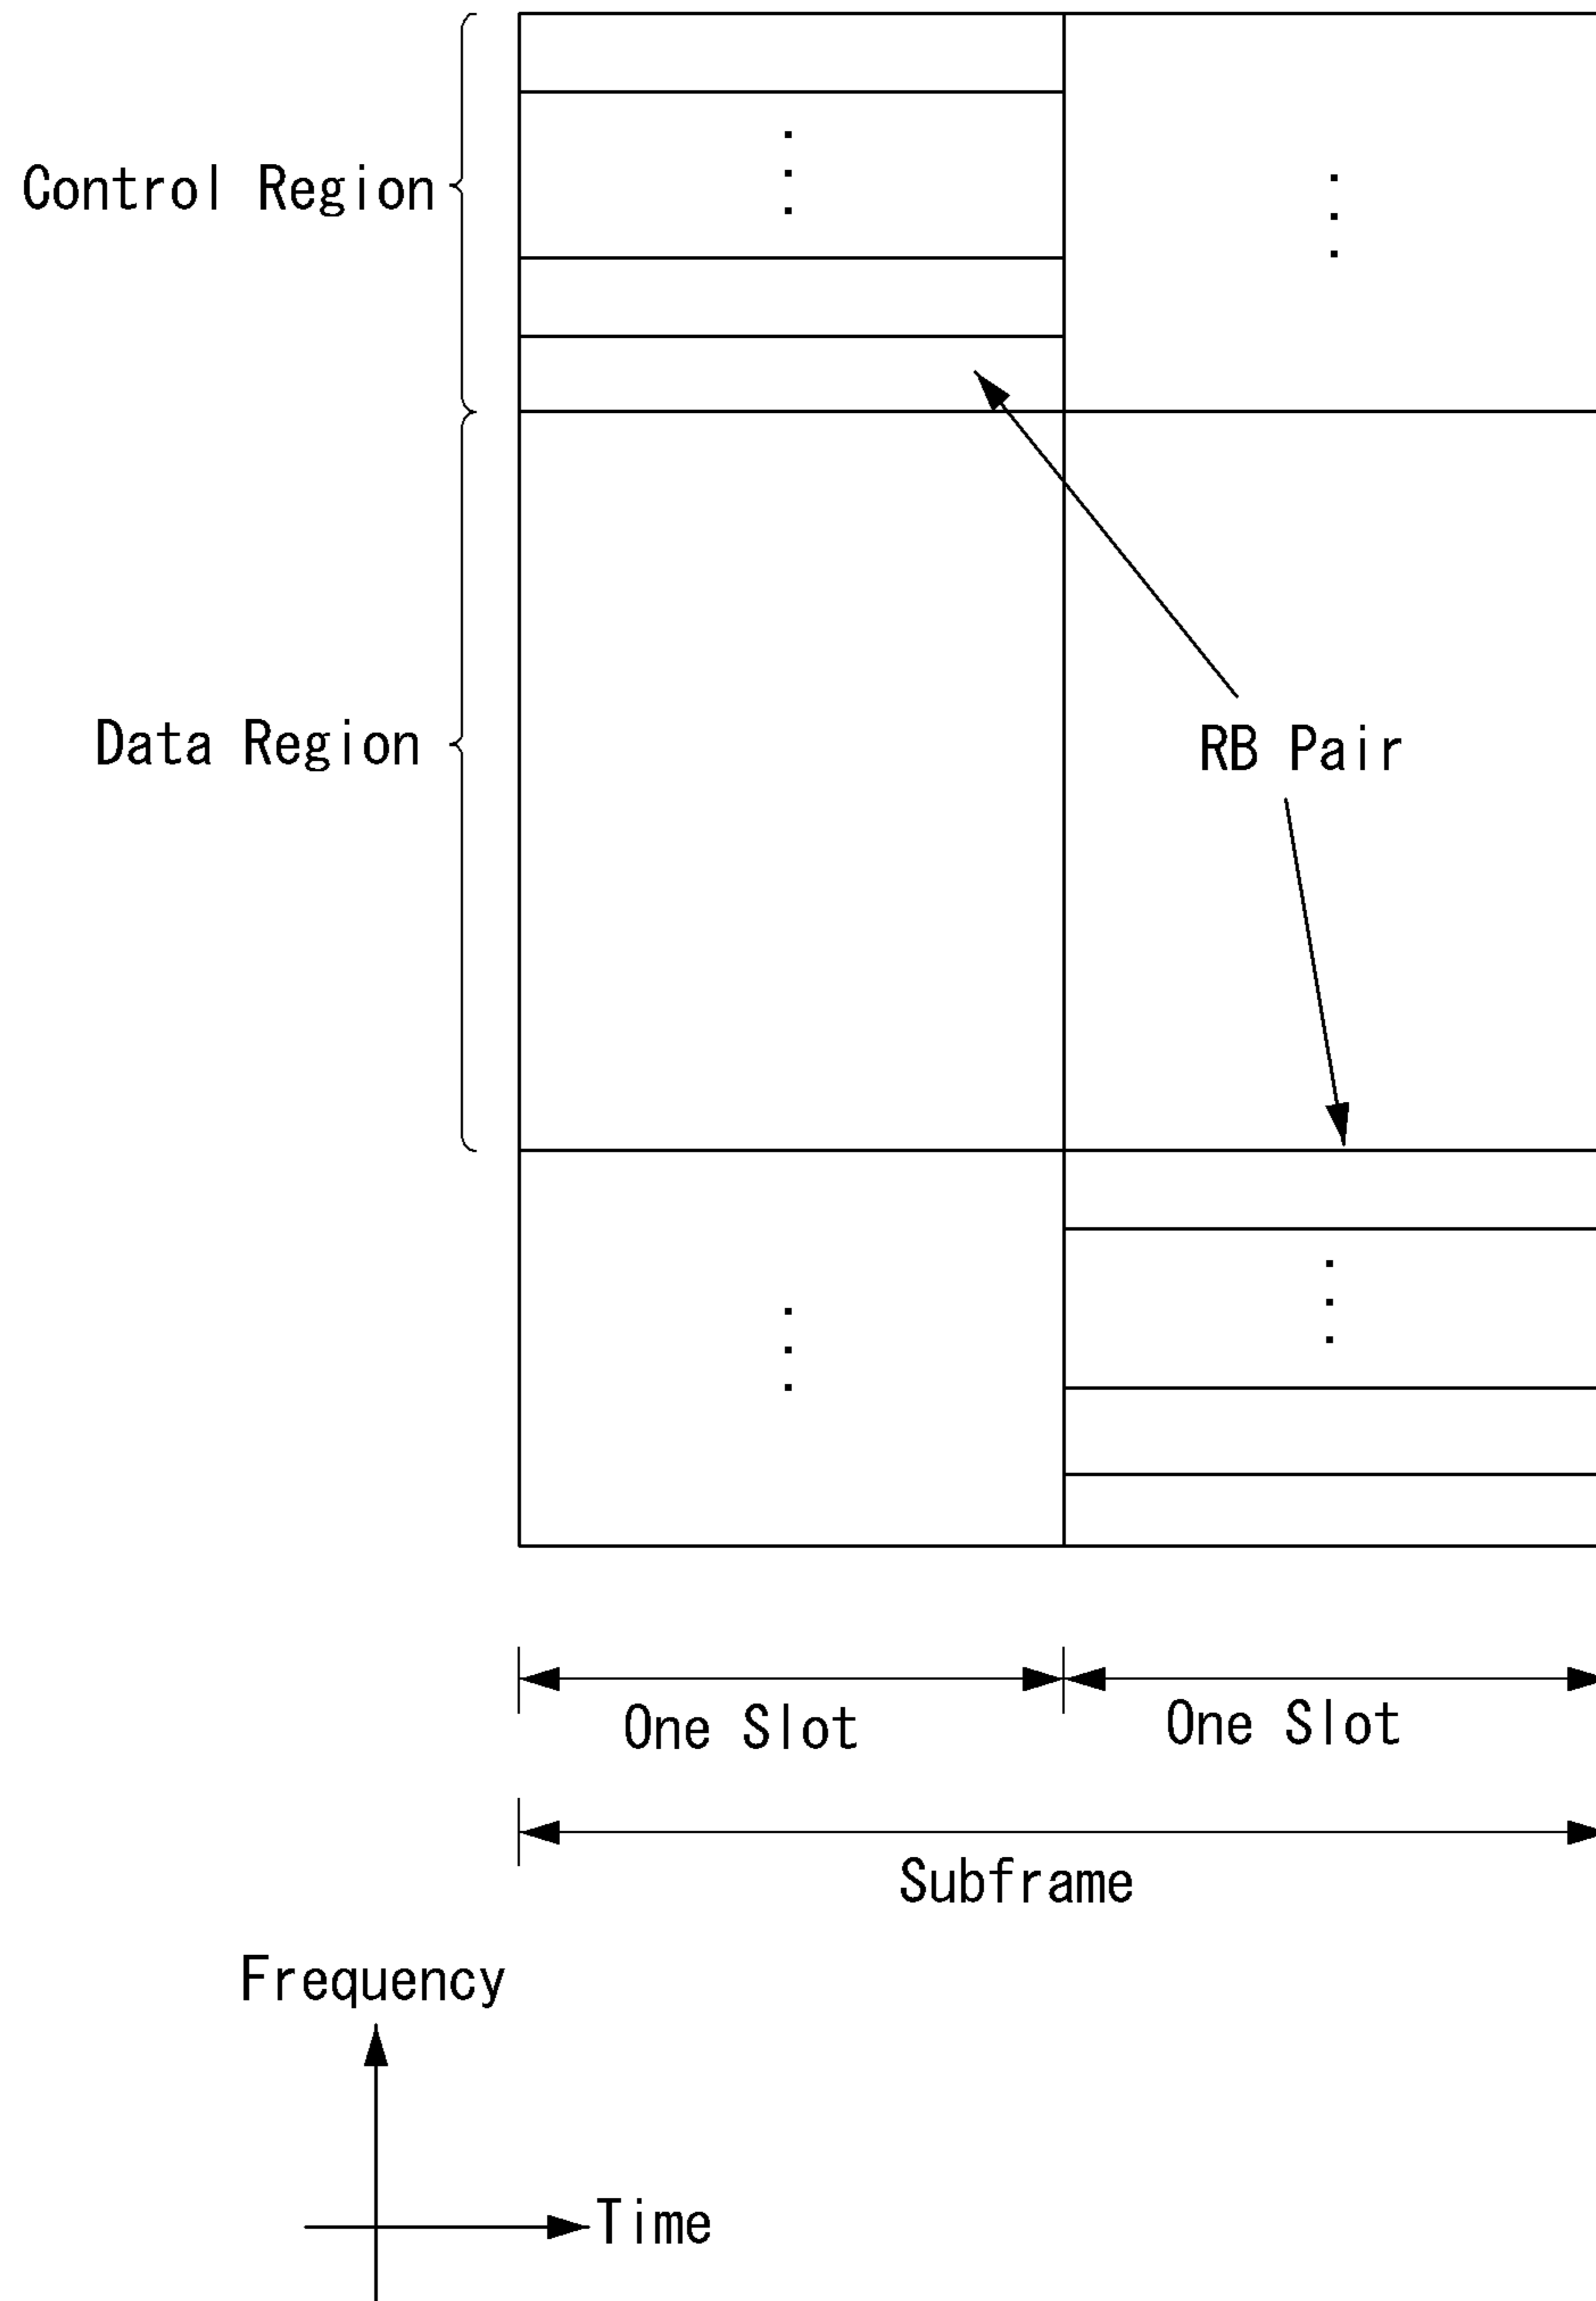 Control Region
Data Region
RB Pair
One Slot
One Slot
Subframe
Frequency
Time